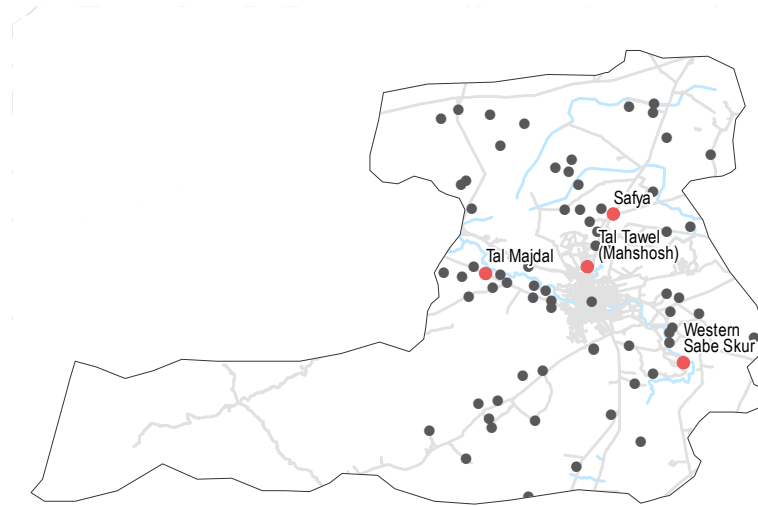 Safya
Tal Tawel
(Mahshosh)
Tal Majdal
Western
Sabe Skur